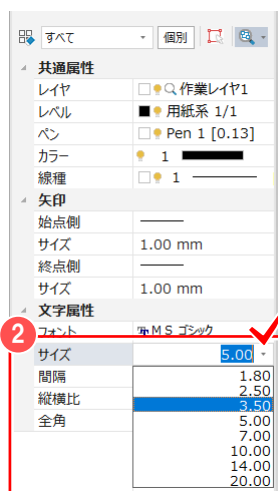 すべて 個別
共通属性
レイヤ 作業レイヤ1
レベル 用紙系 1/1
ペン Pen 1 [0.13]
カラー 1
線種 1
矢印
始点側
サイズ 1.00 mm
終点側
サイズ 1.00 mm
文字属性
2
フォント MS ゴシック
サイズ 5.00
間隔 1.80
2.50
縦横比 3.50
全角 5.00
7.00
10.00
14.00
20.00